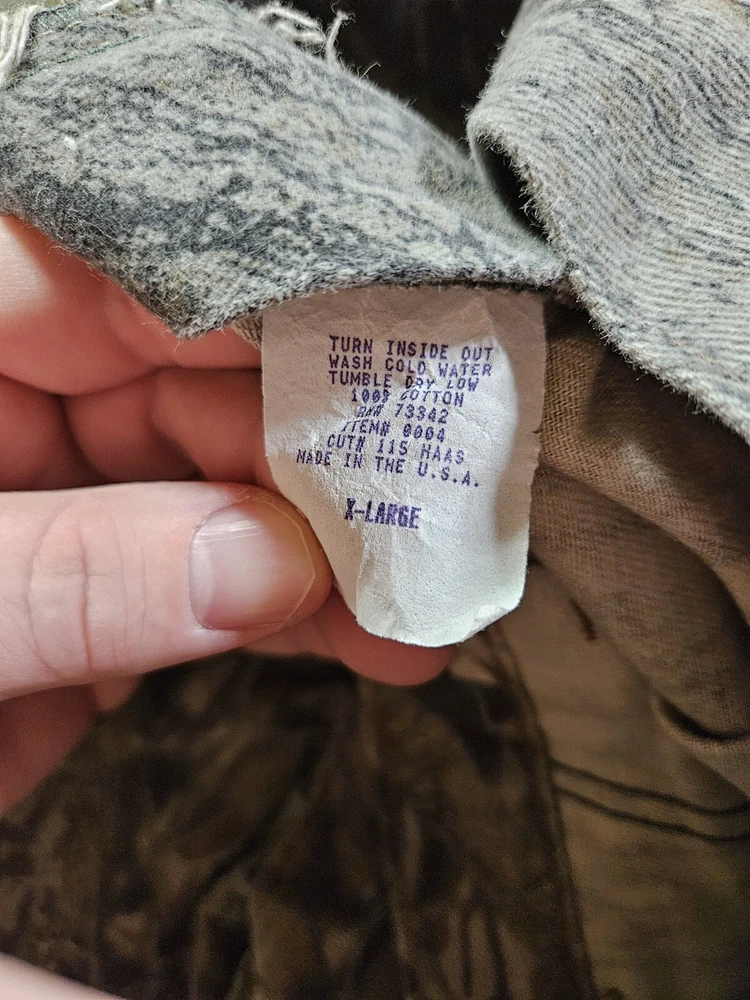 TURN INSIDE OUT
WASH COLD WATER
TUMBLE DRY LOW
100% COTTON
RN# 73342
ITEM# 0004
CUT# 115 HAAS
MADE IN THE U.S.A.
X-LARGE